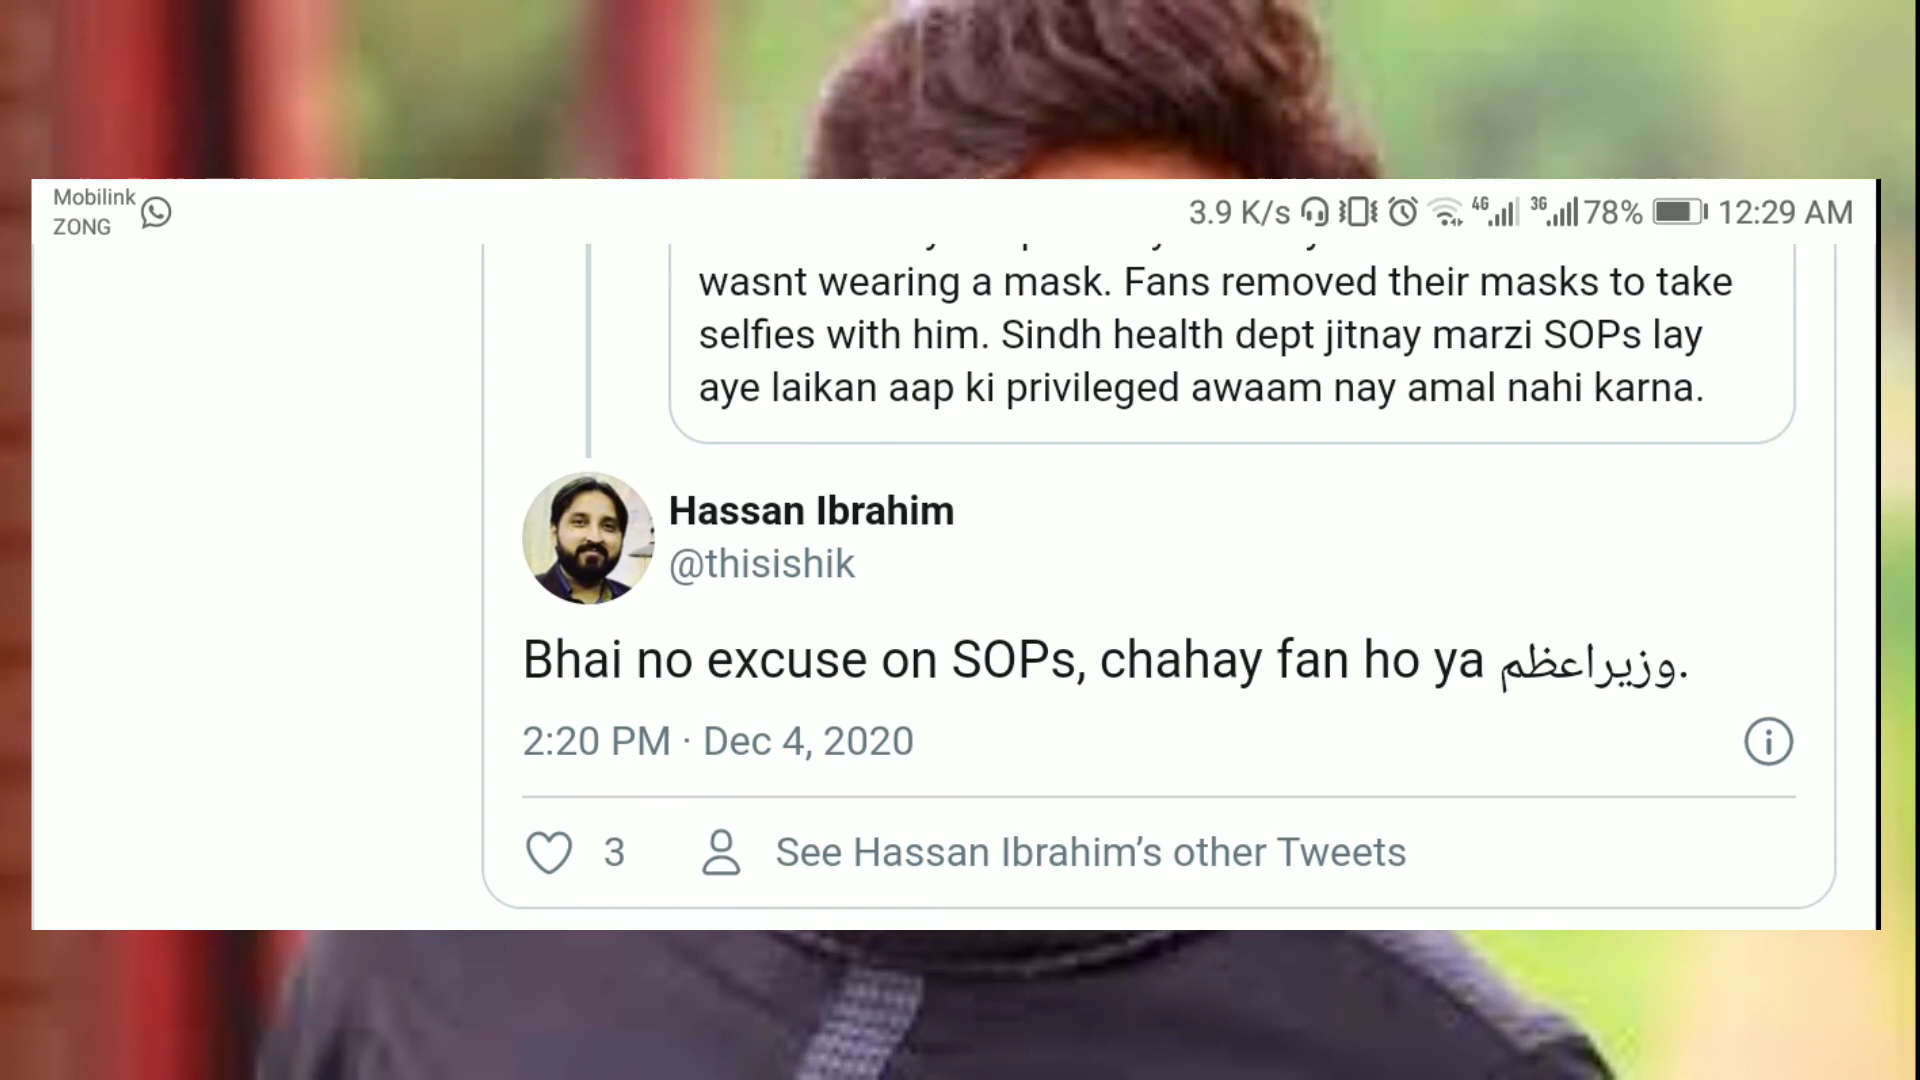 Mobilink
ZONG
3.9 K/s 4G 3G 78% 12:29 AM
wasnt wearing a mask. Fans removed their masks to take
selfies with him. Sindh health dept jitnay marzi SOPs lay
aye laikan aap ki privileged awaam nay amal nahi karna.
Hassan Ibrahim
@thisishik
Bhai no excuse on SOPs, chahay fan ho ya وزیراعظم.
2:20 PM · Dec 4, 2020
3 See Hassan Ibrahim’s other Tweets